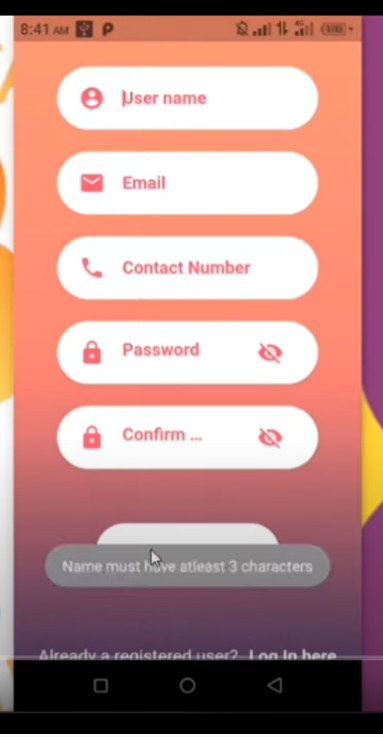 8:41 AM
User name
Email
Contact Number
Password
Confirm ...
Name must have atleast 3 characters
Already a registered user? Log In here